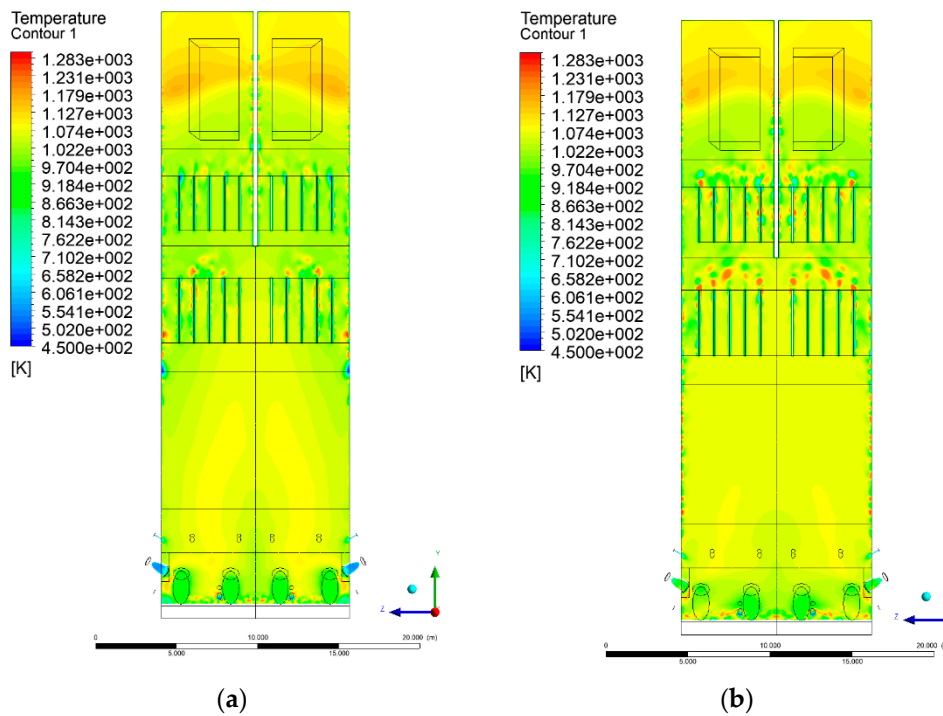 Temperature
Contour 1
1.283e+003
1.231e+003
1.179e+003
1.127e+003
1.074e+003
1.022e+003
9.704e+002
9.184e+002
8.663e+002
8.143e+002
7.622e+002
7.102e+002
6.582e+002
6.061e+002
5.541e+002
5.020e+002
4.500e+002
[K]
Y
Z
0 10.000 20.000 (m)
5.000 15.000
(a)
Temperature
Contour 1
1.283e+003
1.231e+003
1.179e+003
1.127e+003
1.074e+003
1.022e+003
9.704e+002
9.184e+002
8.663e+002
8.143e+002
7.622e+002
7.102e+002
6.582e+002
6.061e+002
5.541e+002
5.020e+002
4.500e+002
[K]
Z
0 10.000 20.000 (
5.000 15.000
(b)